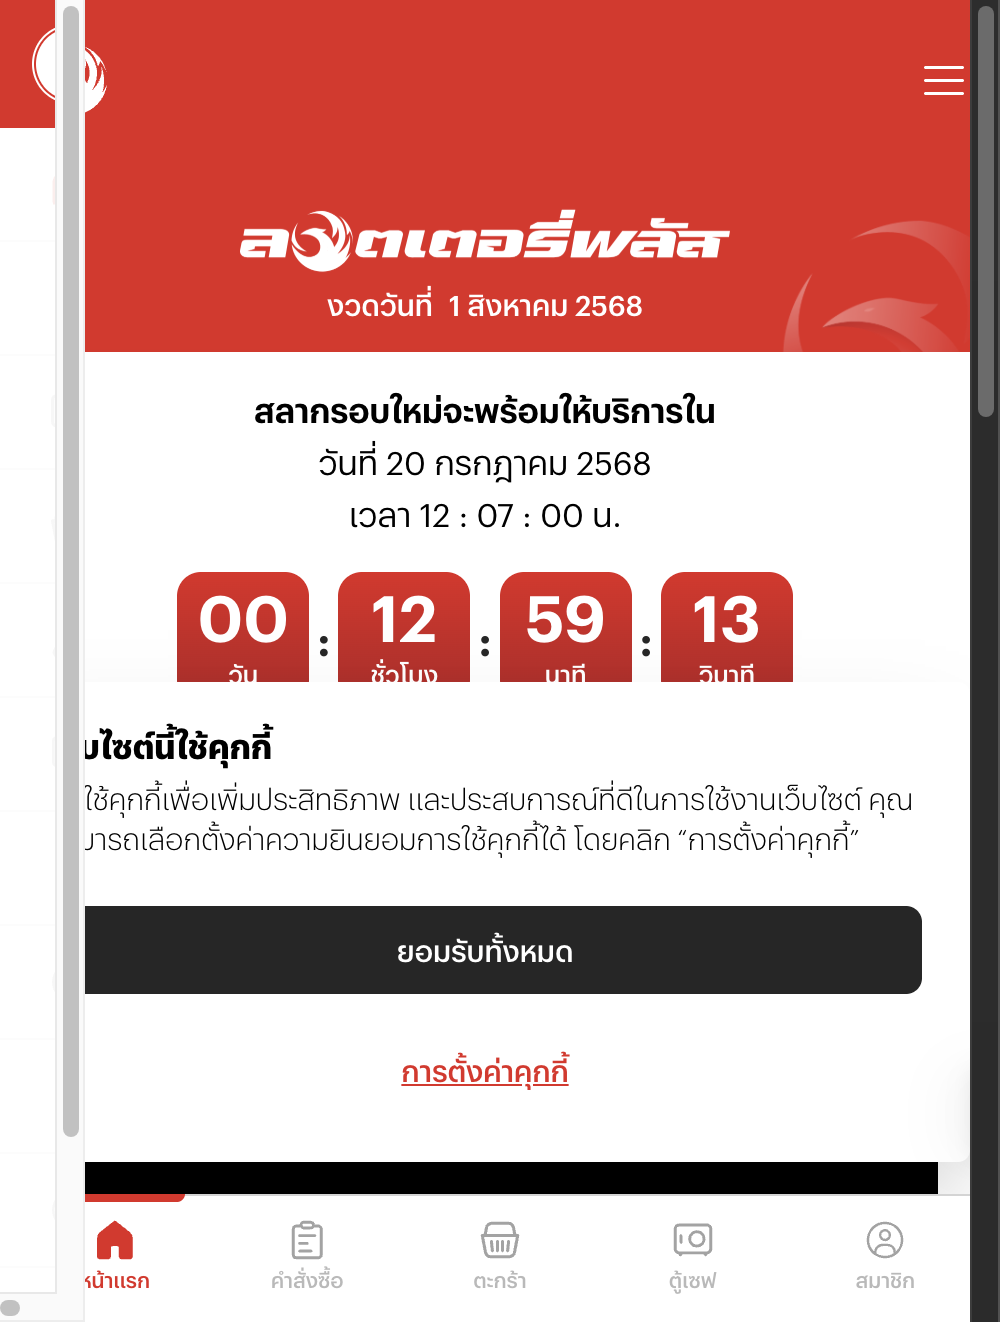 ลอตเตอรี่พลัส
งวดวันที่ 1 สิงหาคม 2568
สลากรอบใหม่จะพร้อมให้บริการใน
วันที่ 20 กรกฎาคม 2568
เวลา 12 : 07 : 00 น.
00 : 12 : 59 : 13
วัน ชั่วโมง นาที วินาที
บไซต์นี้ใช้คุกกี้
ใช้คุกกี้เพื่อเพิ่มประสิทธิภาพ และประสบการณ์ที่ดีในการใช้งานเว็บไซต์ คุณ
มารถเลือกตั้งค่าความยินยอมการใช้คุกกี้ได้ โดยคลิก “การตั้งค่าคุกกี้”
ยอมรับทั้งหมด
การตั้งค่าคุกกี้
หน้าแรก คำสั่งซื้อ ตะกร้า ตู้เซฟ สมาชิก